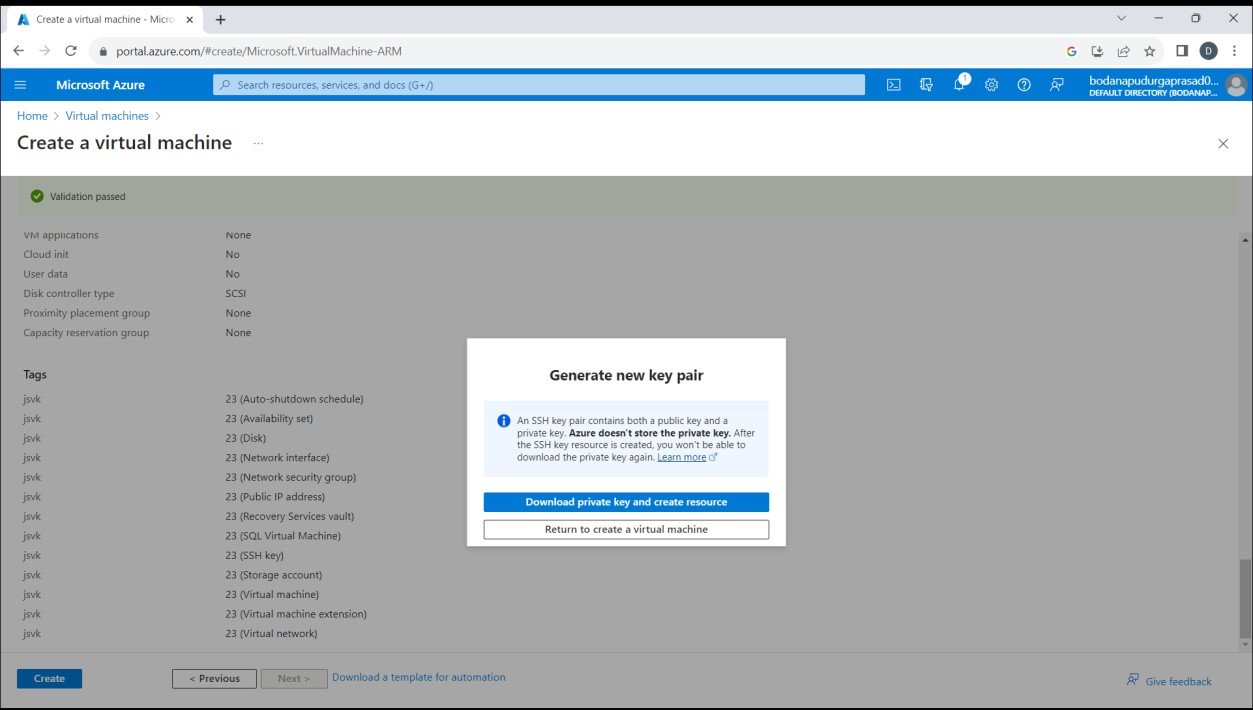 Create a virtual machine - Micro
portal.azure.com/#create/Microsoft.VirtualMachine-ARM
D
Microsoft Azure
Search resources, services, and docs (G+/)
1
bodanapudurgaprasad0...
DEFAULT DIRECTORY (BODANAP...
Home > Virtual machines >
Create a virtual machine ...
Validation passed
VM applications None
Cloud init No
User data No
Disk controller type SCSI
Proximity placement group None
Capacity reservation group None
Tags
jsvk 23 (Auto-shutdown schedule)
jsvk 23 (Availability set)
jsvk 23 (Disk)
jsvk 23 (Network interface)
jsvk 23 (Network security group)
jsvk 23 (Public IP address)
jsvk 23 (Recovery Services vault)
jsvk 23 (SQL Virtual Machine)
jsvk 23 (SSH key)
jsvk 23 (Storage account)
jsvk 23 (Virtual machine)
jsvk 23 (Virtual machine extension)
jsvk 23 (Virtual network)
Generate new key pair
An SSH key pair contains both a public key and a
private key. Azure doesn't store the private key. After
the SSH key resource is created, you won't be able to
download the private key again. Learn more
Download private key and create resource
Return to create a virtual machine
Create < Previous Next > Download a template for automation
Give feedback